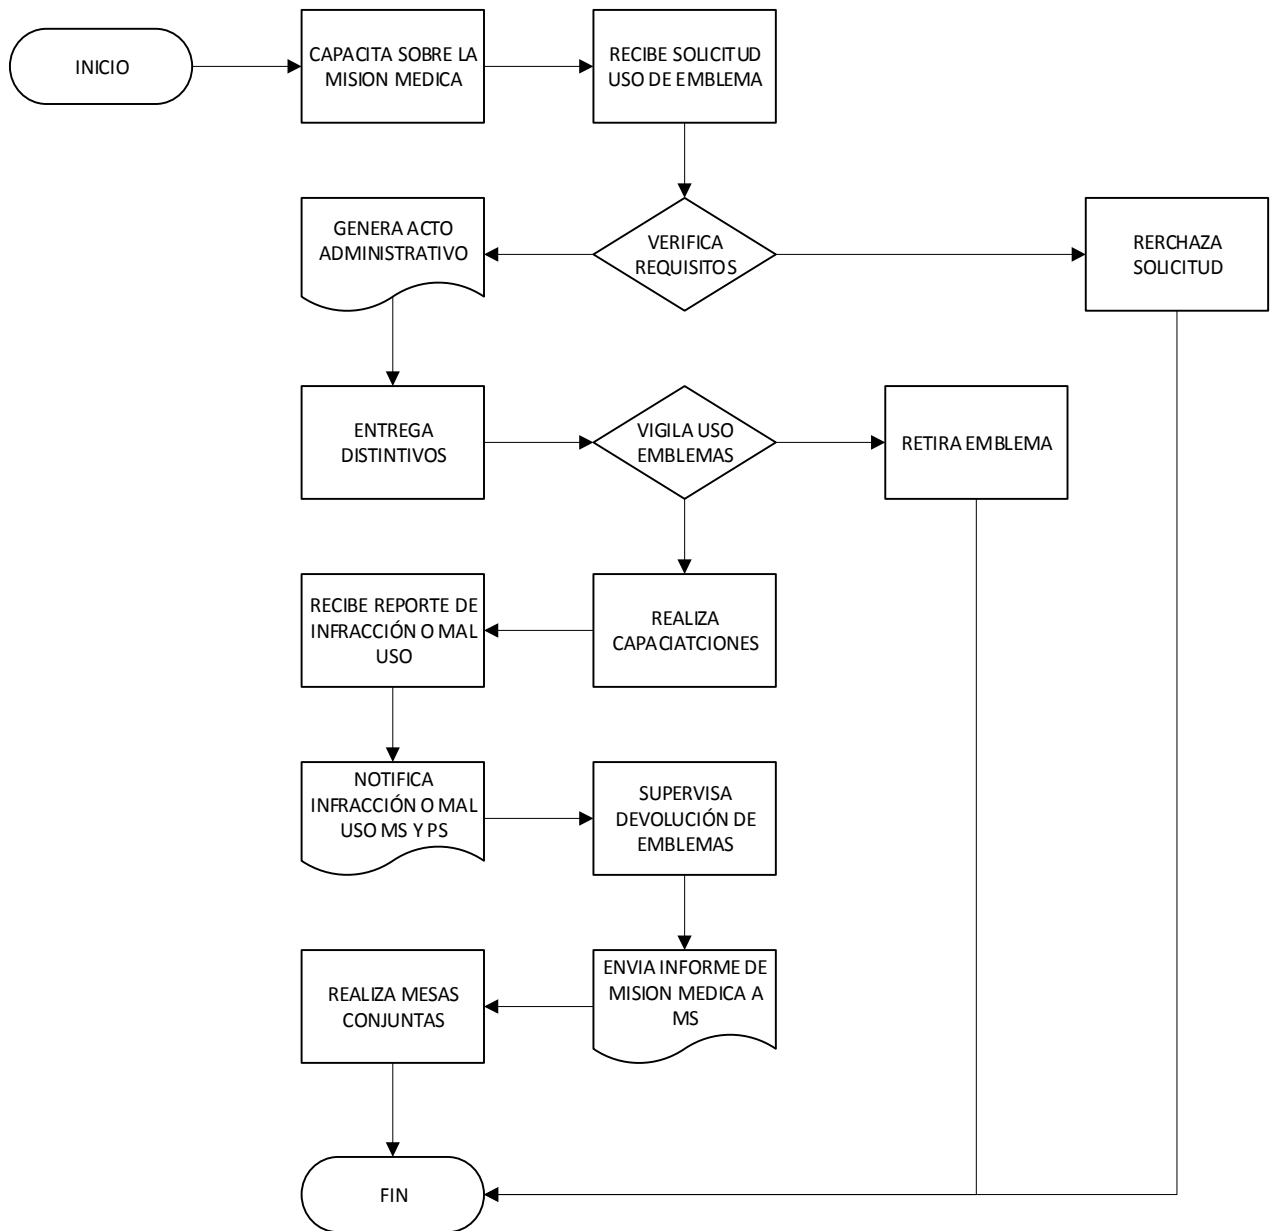 INICIO
CAPACITA SOBRE LA
MISION MEDICA
RECIBE SOLICITUD
USO DE EMBLEMA
GENERA ACTO
ADMINISTRATIVO
VERIFICA
REQUISITOS
RERCHAZA
SOLICITUD
ENTREGA
DISTINTIVOS
VIGILA USO
EMBLEMAS
RETIRA EMBLEMA
RECIBE REPORTE DE
INFRACCIÓN O MAL
USO
REALIZA
CAPACIATCIONES
NOTIFICA
INFRACCIÓN O MAL
USO MS Y PS
SUPERVISA
DEVOLUCIÓN DE
EMBLEMAS
REALIZA MESAS
CONJUNTAS
ENVIA INFORME DE
MISION MEDICA A
MS
FIN